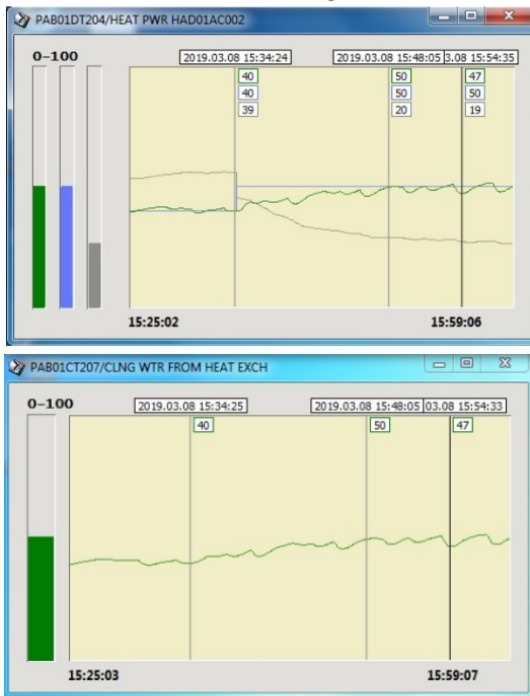 PAB01DT204/HEAT PWR HAD01AC002
0-100
2019.03.08 15:34:24 2019.03.08 15:48:05 3.08 15:54:35
40 50 47
40 50 50
39 20 19
15:25:02 15:59:06
PAB01CT207/CLNG WTR FROM HEAT EXCH
0-100
2019.03.08 15:34:25 2019.03.08 15:48:05 03.08 15:54:33
40 50 47
15:25:03 15:59:07